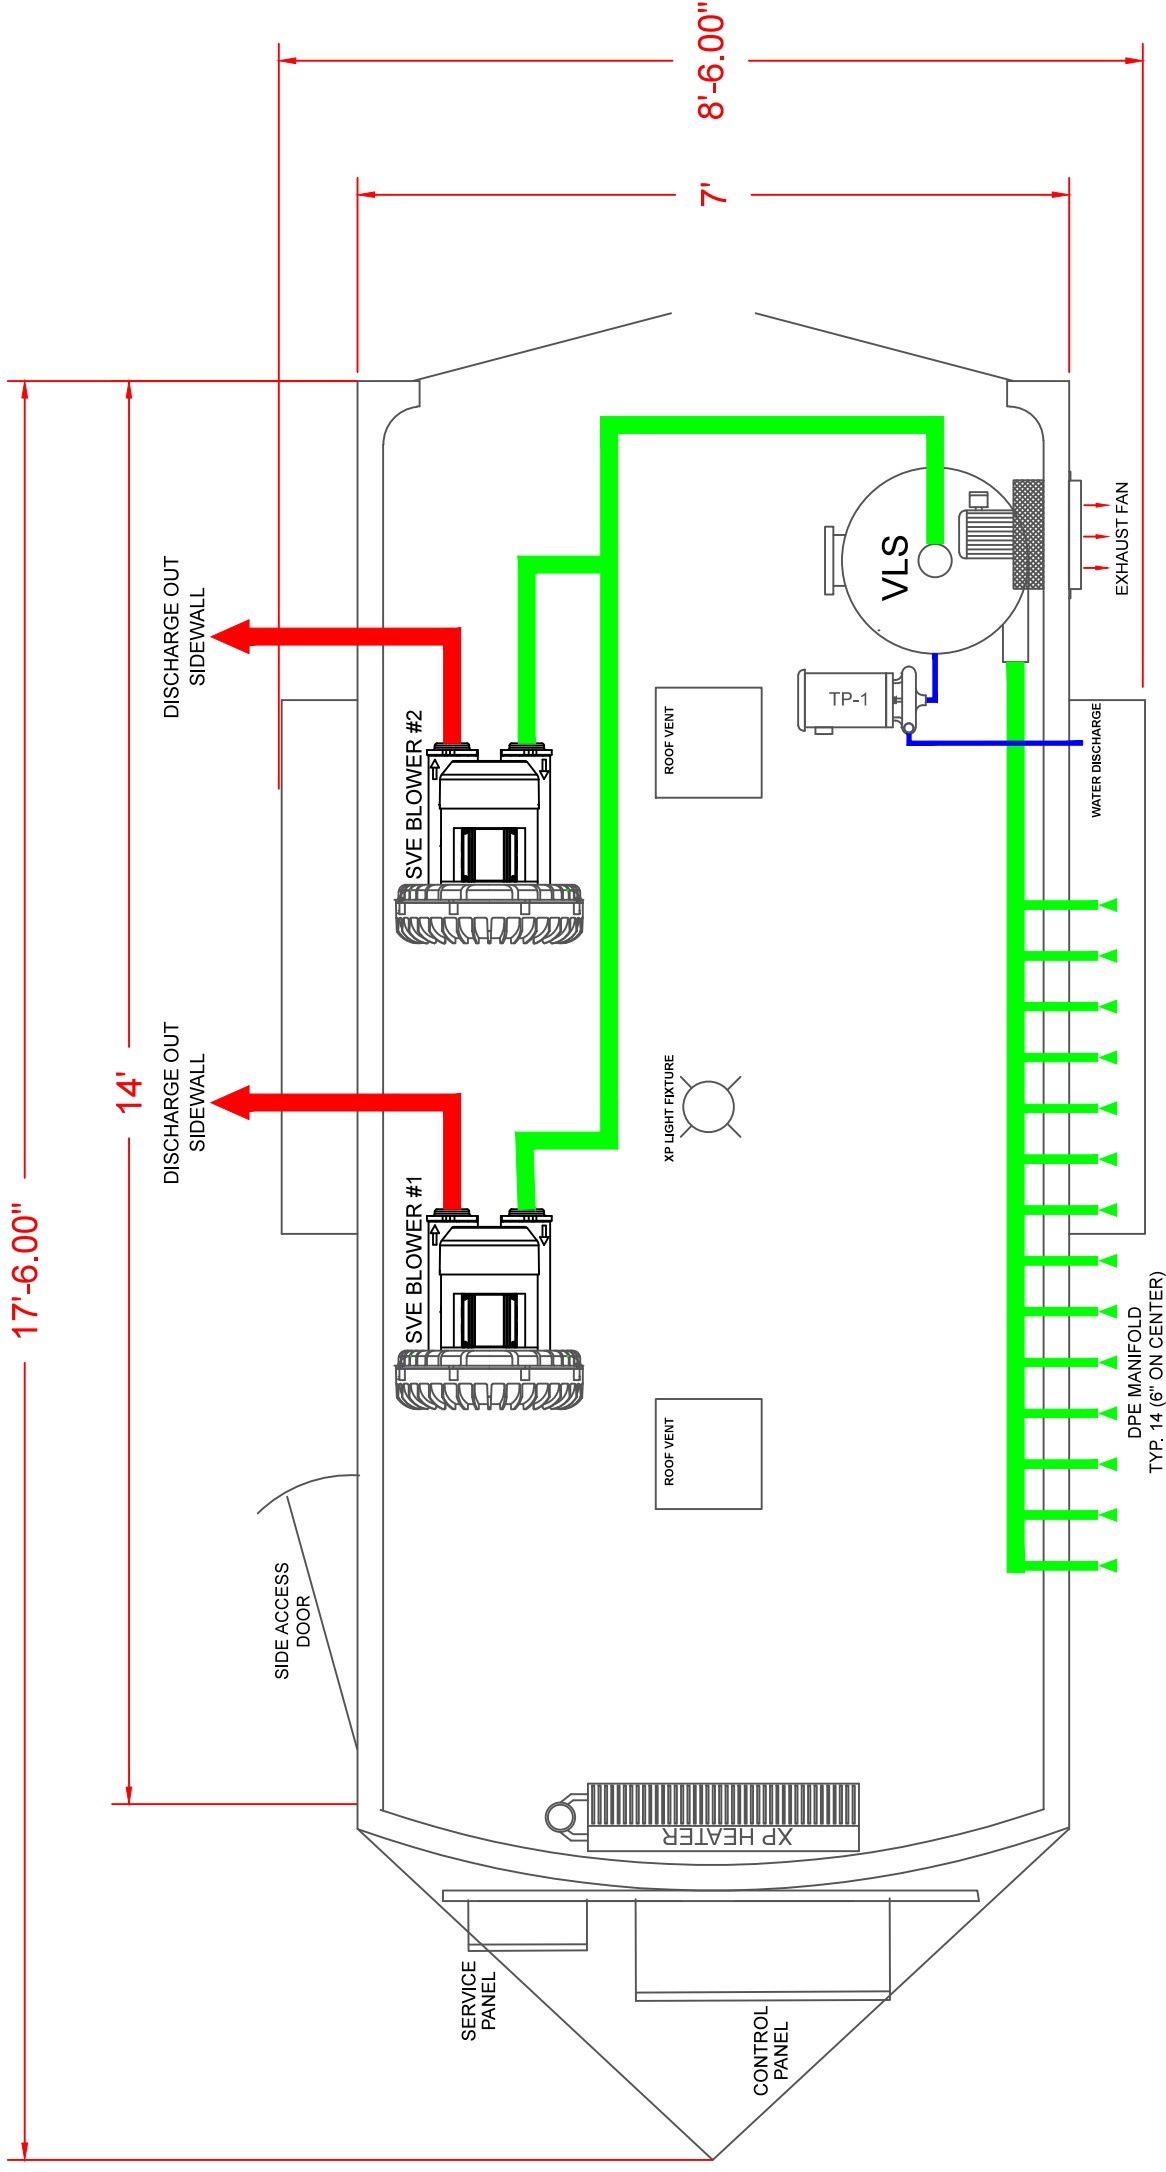 17'-6.00"
14'
8'-6.00"
7'
DISCHARGE OUT
SIDEWALL
DISCHARGE OUT
SIDEWALL
SIDE ACCESS
DOOR
SVE BLOWER #1
SVE BLOWER #2
ROOF VENT
XP LIGHT FIXTURE
ROOF VENT
TP-1
VLS
EXHAUST FAN
WATER DISCHARGE
DPE MANIFOLD
TYP. 14 (6" ON CENTER)
XP HEATER
SERVICE
PANEL
CONTROL
PANEL